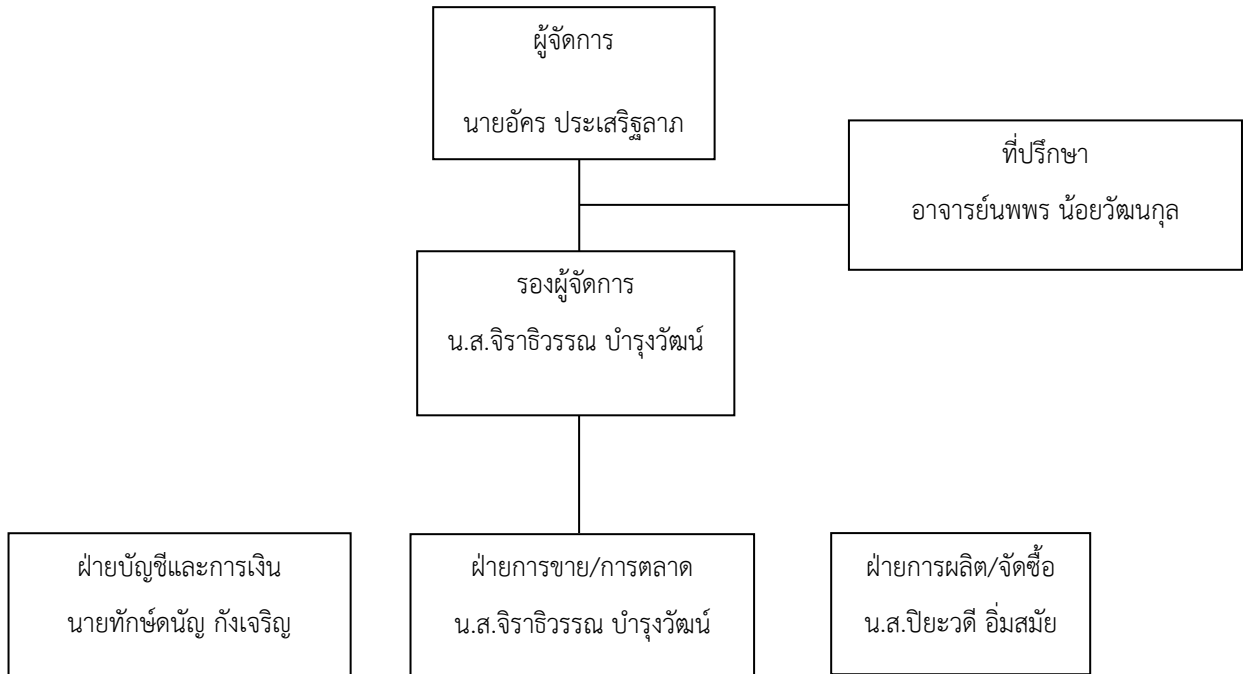 ผู้จัดการ
นายอัคร ประเสริฐลาภ
ที่ปรึกษา
อาจารย์นพพร น้อยวัฒนกุล
รองผู้จัดการ
น.ส.จิราธิวรรณ บำรุงวัฒน์
ฝ่ายบัญชีและการเงิน
นายทักษ์ดนัญ กังเจริญ
ฝ่ายการขาย/การตลาด
น.ส.จิราธิวรรณ บำรุงวัฒน์
ฝ่ายการผลิต/จัดซื้อ
น.ส.ปิยะวดี อิ่มสมัย